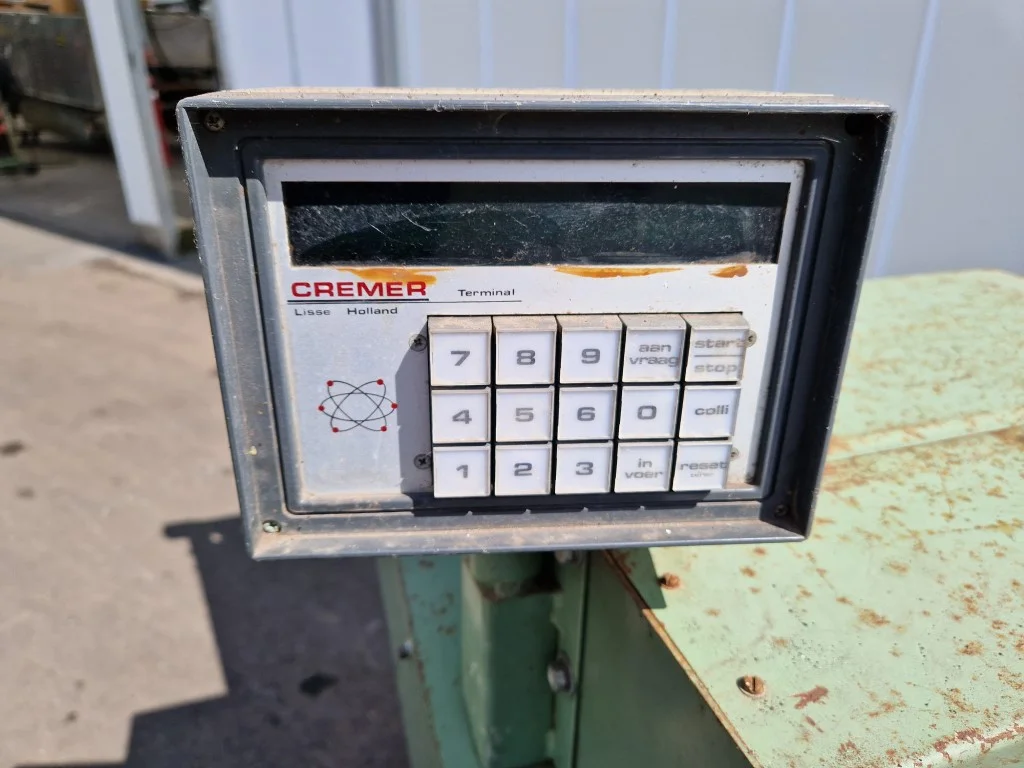 CREMER Terminal
Lisse Holland
7 8 9 aan vraag start stop
4 5 6 0 colli
1 2 3 in voer reset